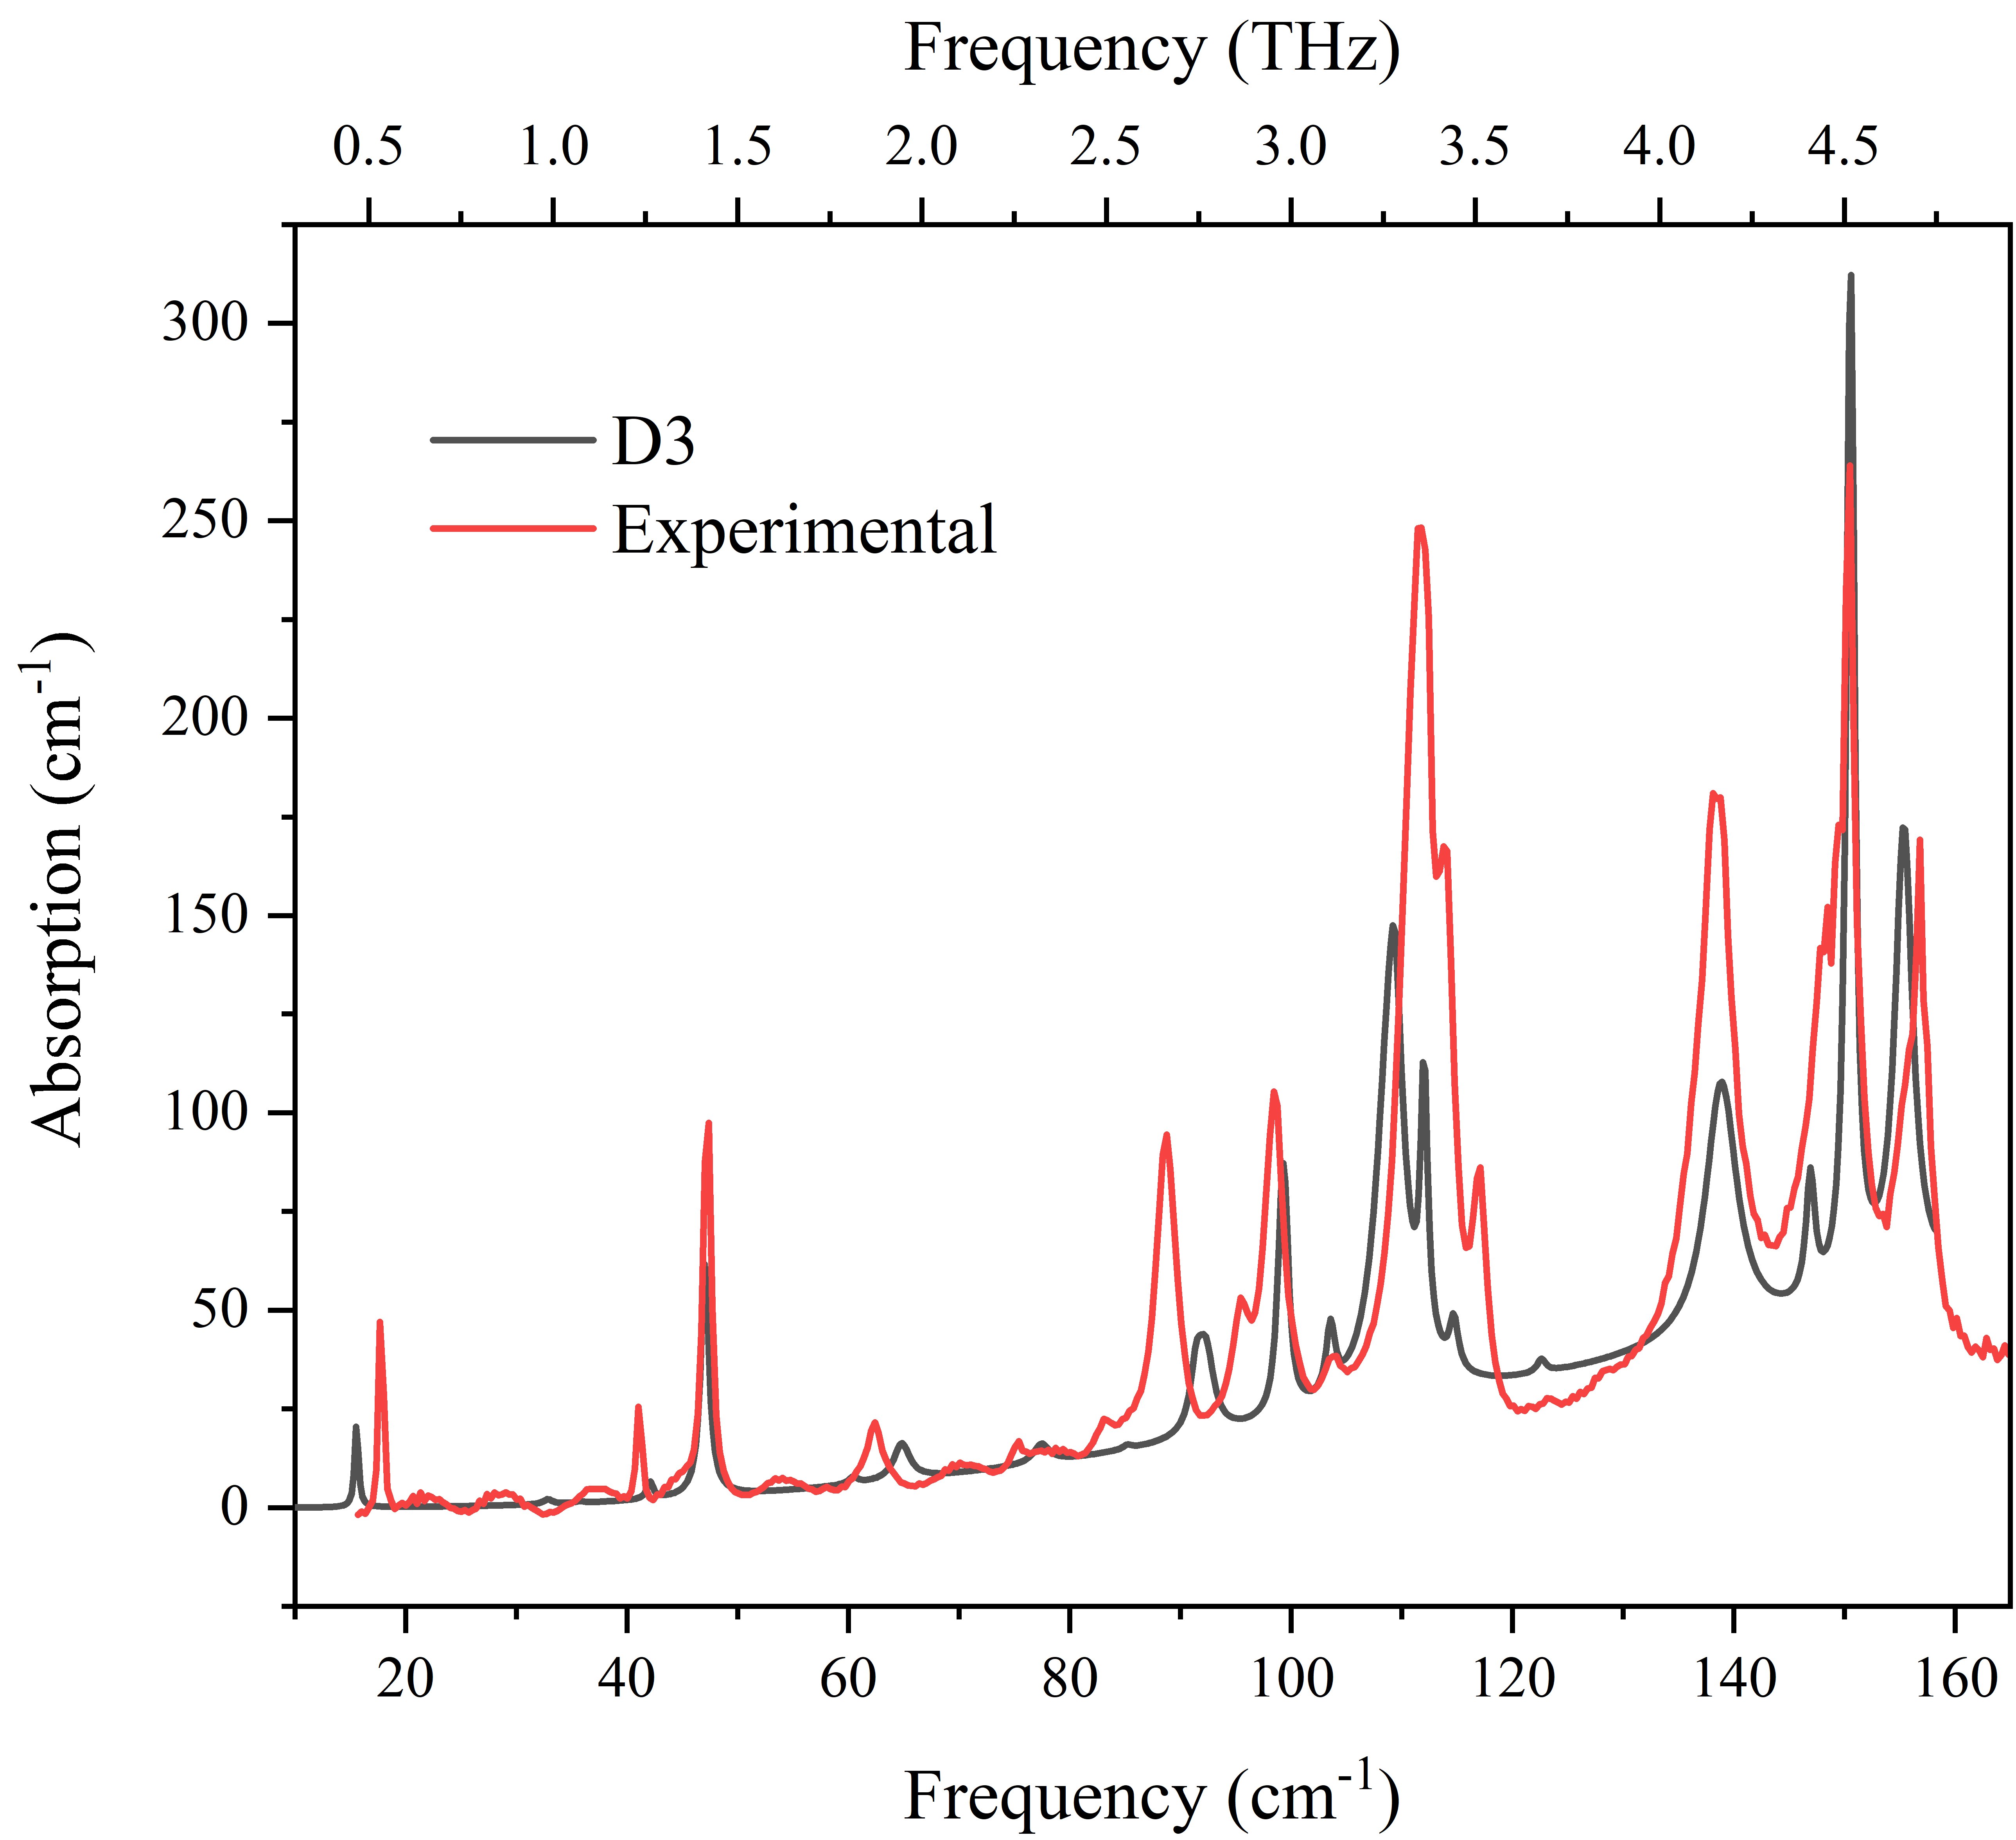 Frequency (THz)
0.5 1.0 1.5 2.0 2.5 3.0 3.5 4.0 4.5
300
D3
250
Experimental
200
150
100
50
0
Absorption (cm⁻¹)
20 40 60 80 100 120 140 160
Frequency (cm⁻¹)